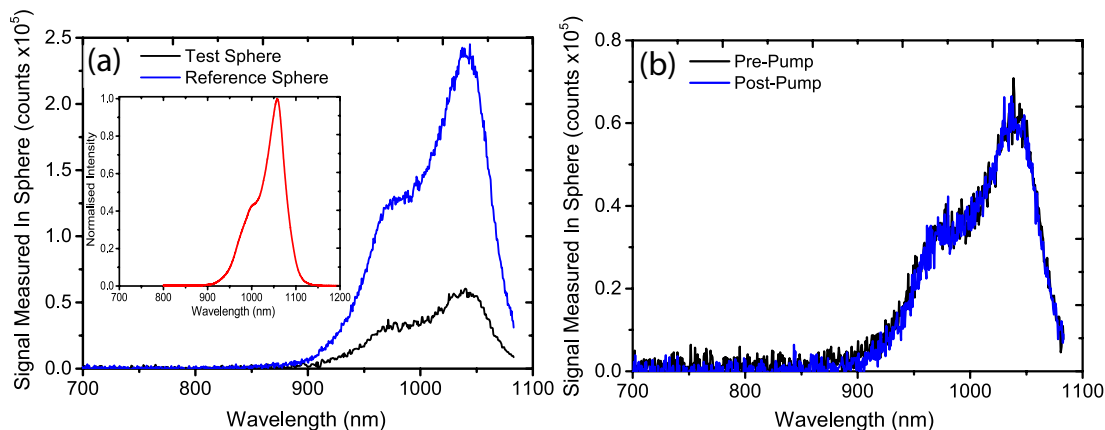 (a)
Test Sphere
Reference Sphere
Signal Measured In Sphere (counts x10⁵)
2.5
2.0
1.5
1.0
0.5
0.0
700 800 900 1000 1100
Wavelength (nm)
Normalised Intensity
1.0
0.8
0.6
0.4
0.2
0.0
700 800 900 1000 1100 1200
Wavelength (nm)
(b)
Pre-Pump
Post-Pump
Signal Measured In Sphere (counts x10⁵)
0.8
0.6
0.4
0.2
0.0
700 800 900 1000 1100
Wavelength (nm)